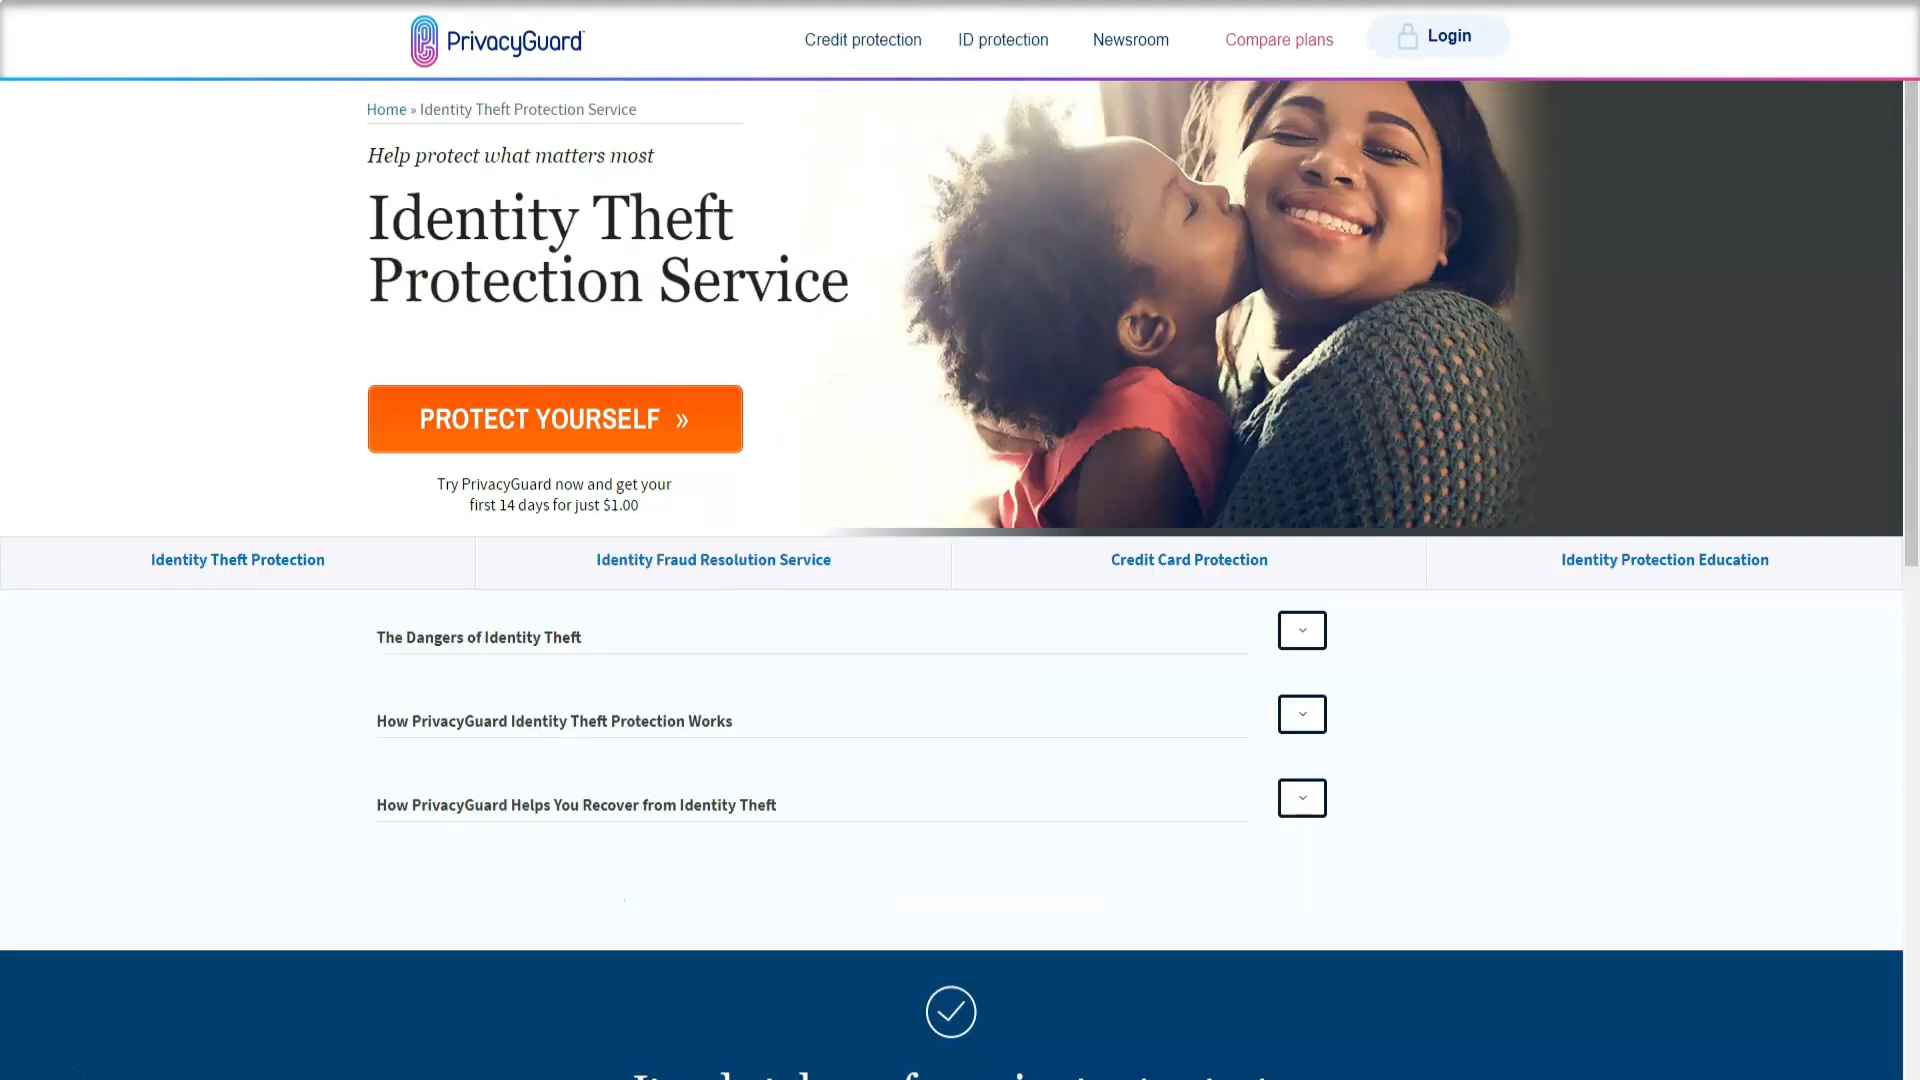 PrivacyGuard
Credit protection
ID protection
Newsroom
Compare plans
Login
Home » Identity Theft Protection Service
Help protect what matters most
Identity Theft
Protection Service
PROTECT YOURSELF »
Try PrivacyGuard now and get your
first 14 days for just $1.00
Identity Theft Protection
Identity Fraud Resolution Service
Credit Card Protection
Identity Protection Education
The Dangers of Identity Theft
How PrivacyGuard Identity Theft Protection Works
How PrivacyGuard Helps You Recover from Identity Theft